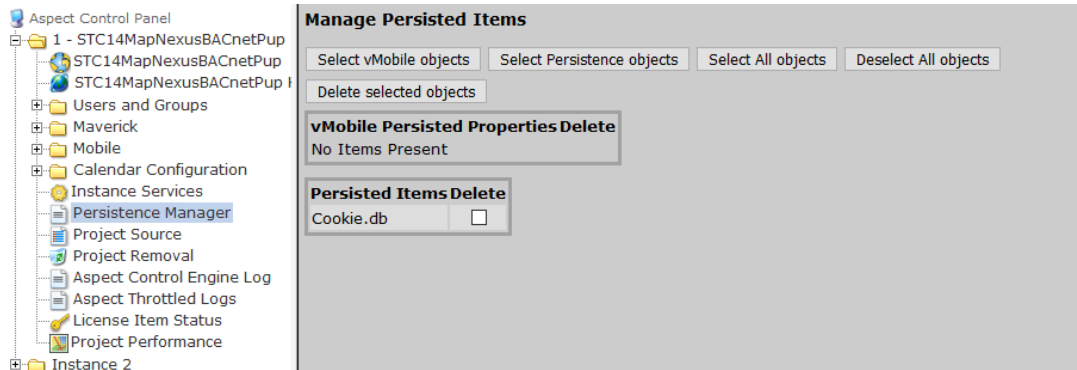 Aspect Control Panel
1 - STC14MapNexusBACnetPup
STC14MapNexusBACnetPup
STC14MapNexusBACnetPup
Users and Groups
Maverick
Mobile
Calendar Configuration
Instance Services
Persistence Manager
Project Source
Project Removal
Aspect Control Engine Log
Aspect Throttled Logs
License Item Status
Project Performance
Instance 2
Manage Persisted Items
Select vMobile objects Select Persistence objects Select All objects Deselect All objects
Delete selected objects
vMobile Persisted Properties Delete
No Items Present
Persisted Items Delete
Cookie.db